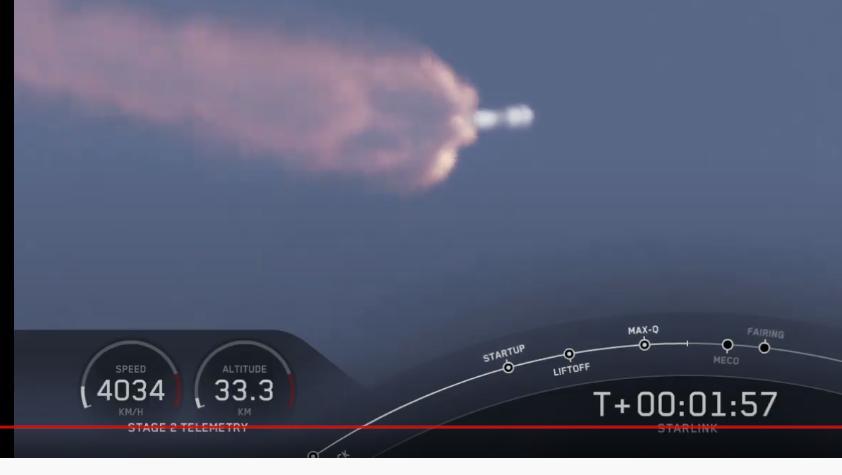 STARTUP
LIFTOFF
MAX-Q
MECO
FAIRING
SPEED
4034
KM/H
ALTITUDE
33.3
KM
STAGE 2 TELEMETRY
T+00:01:57
STARLINK